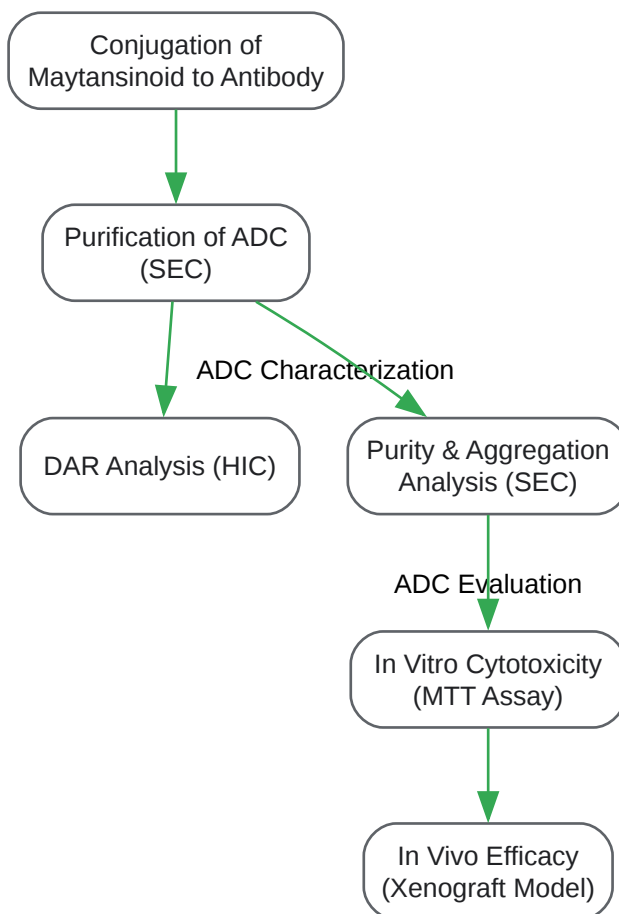 Conjugation of
Maytansinoid to Antibody
Purification of ADC
(SEC)
ADC Characterization
DAR Analysis (HIC)
Purity & Aggregation
Analysis (SEC)
ADC Evaluation
In Vitro Cytotoxicity
(MTT Assay)
In Vivo Efficacy
(Xenograft Model)